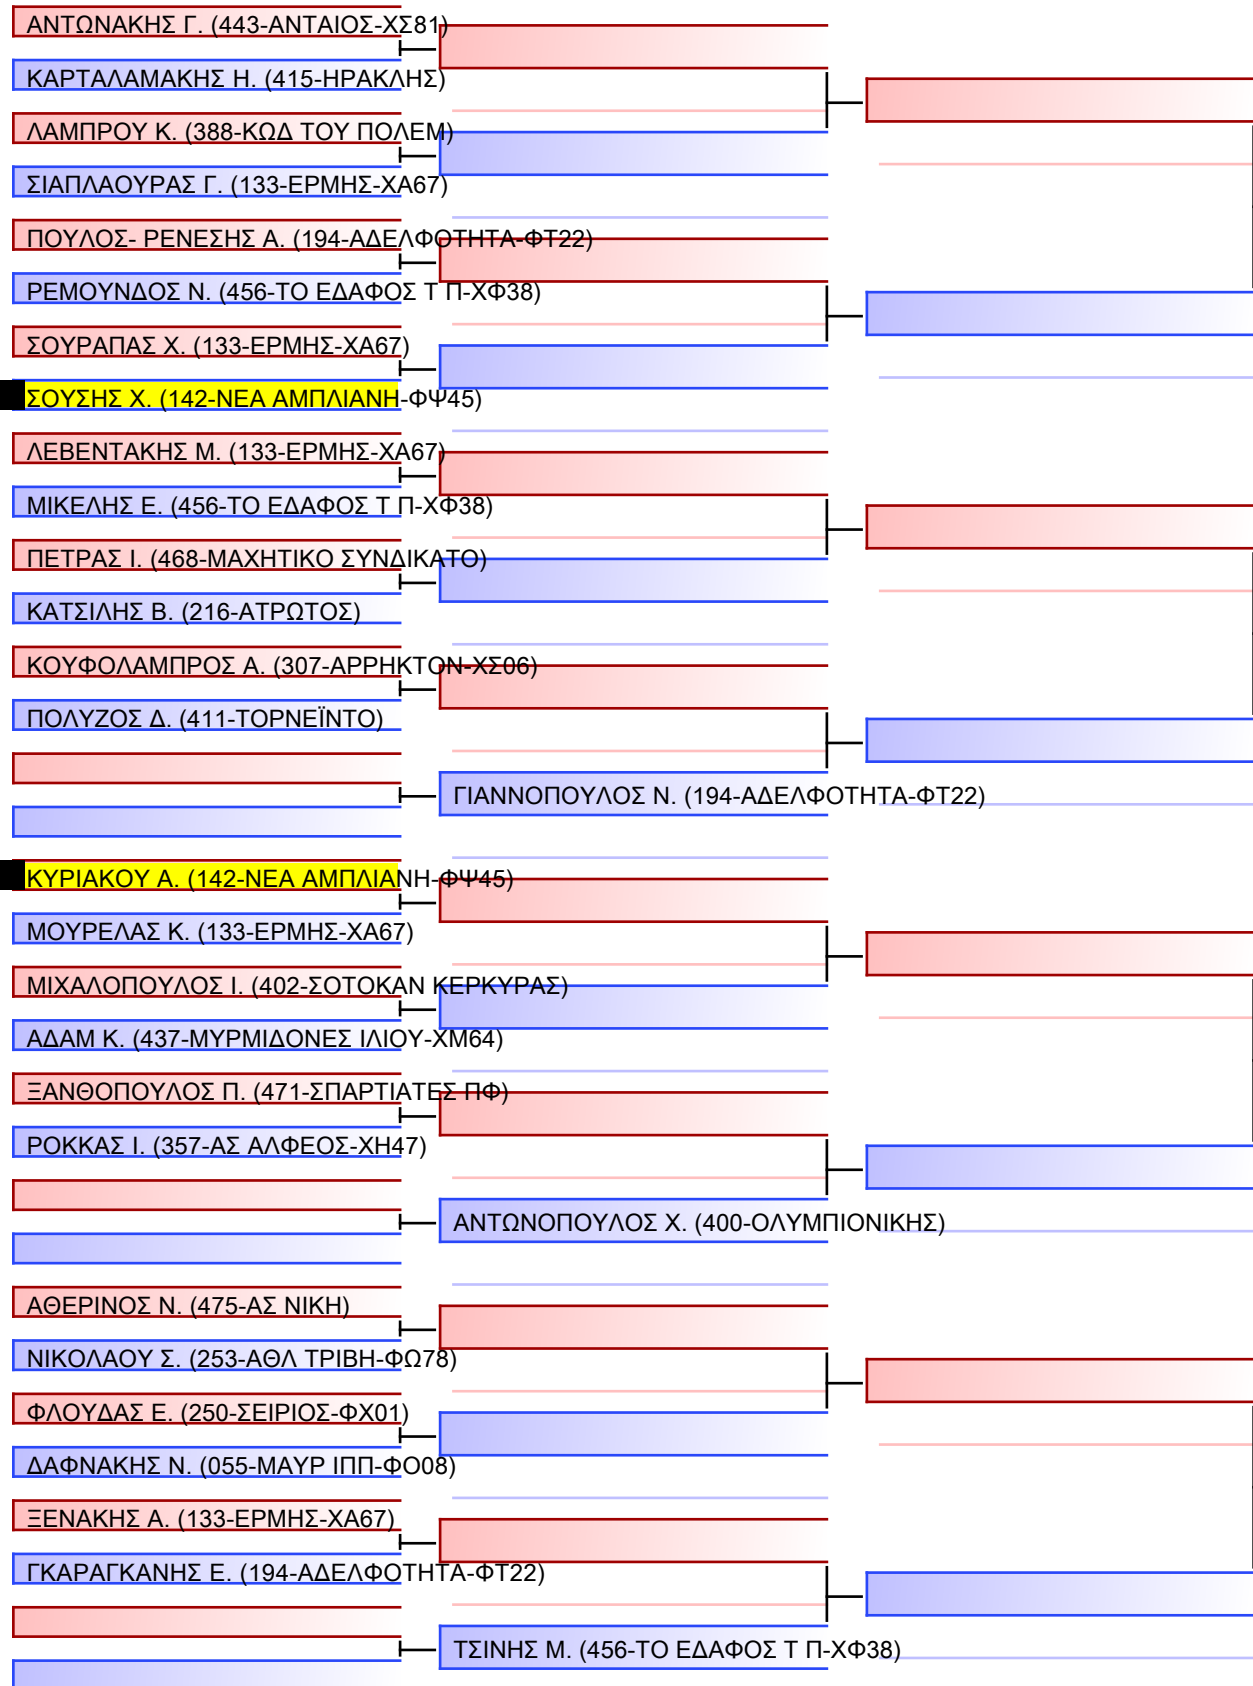 ΑΝΤΩΝΑΚΗΣ Γ. (443-ΑΝΤΑΙΟΣ-ΧΣ81)
ΚΑΡΤΑΛΑΜΑΚΗΣ Η. (415-ΗΡΑΚΛΗΣ)
ΛΑΜΠΡΟΥ Κ. (388-ΚΩΔ ΤΟΥ ΠΟΛΕΜ)
ΣΙΑΠΛΑΟΥΡΑΣ Γ. (133-ΕΡΜΗΣ-ΧΑ67)
ΠΟΥΛΟΣ- ΡΕΝΕΣΗΣ Α. (194-ΑΔΕΛΦΟΤΗΤΑ-ΦΤ22)
ΡΕΜΟΥΝΔΟΣ Ν. (456-ΤΟ ΕΔΑΦΟΣ Τ Π-ΧΦ38)
ΣΟΥΡΑΠΑΣ Χ. (133-ΕΡΜΗΣ-ΧΑ67)
ΣΟΥΣΗΣ Χ. (142-ΝΕΑ ΑΜΠΛΙΑΝΗ-ΦΨ45)
ΛΕΒΕΝΤΑΚΗΣ Μ. (133-ΕΡΜΗΣ-ΧΑ67)
ΜΙΚΕΛΗΣ Ε. (456-ΤΟ ΕΔΑΦΟΣ Τ Π-ΧΦ38)
ΠΕΤΡΑΣ Ι. (468-ΜΑΧΗΤΙΚΟ ΣΥΝΔΙΚΑΤΟ)
ΚΑΤΣΙΛΗΣ Β. (216-ΑΤΡΩΤΟΣ)
ΚΟΥΦΟΛΑΜΠΡΟΣ Α. (307-ΑΡΡΗΚΤΟΝ-ΧΣ06)
ΠΟΛΥΖΟΣ Δ. (411-ΤΟΡΝΕΪΝΤΟ)
ΓΙΑΝΝΟΠΟΥΛΟΣ Ν. (194-ΑΔΕΛΦΟΤΗΤΑ-ΦΤ22)
ΚΥΡΙΑΚΟΥ Α. (142-ΝΕΑ ΑΜΠΛΙΑΝΗ-ΦΨ45)
ΜΟΥΡΕΛΑΣ Κ. (133-ΕΡΜΗΣ-ΧΑ67)
ΜΙΧΑΛΟΠΟΥΛΟΣ Ι. (402-ΣΟΤΟΚΑΝ ΚΕΡΚΥΡΑΣ)
ΑΔΑΜ Κ. (437-ΜΥΡΜΙΔΟΝΕΣ ΙΛΙΟΥ-ΧΜ64)
ΞΑΝΘΟΠΟΥΛΟΣ Π. (471-ΣΠΑΡΤΙΑΤΕΣ ΠΦ)
ΡΟΚΚΑΣ Ι. (357-ΑΣ ΑΛΦΕΟΣ-ΧΗ47)
ΑΝΤΩΝΟΠΟΥΛΟΣ Χ. (400-ΟΛΥΜΠΙΟΝΙΚΗΣ)
ΑΘΕΡΙΝΟΣ Ν. (475-ΑΣ ΝΙΚΗ)
ΝΙΚΟΛΑΟΥ Σ. (253-ΑΘΛ ΤΡΙΒΗ-ΦΩ78)
ΦΛΟΥΔΑΣ Ε. (250-ΣΕΙΡΙΟΣ-ΦΧ01)
ΔΑΦΝΑΚΗΣ Ν. (055-ΜΑΥΡ ΙΠΠ-ΦΟ08)
ΞΕΝΑΚΗΣ Α. (133-ΕΡΜΗΣ-ΧΑ67)
ΓΚΑΡΑΓΚΑΝΗΣ Ε. (194-ΑΔΕΛΦΟΤΗΤΑ-ΦΤ22)
ΤΣΙΝΗΣ Μ. (456-ΤΟ ΕΔΑΦΟΣ Τ Π-ΧΦ38)